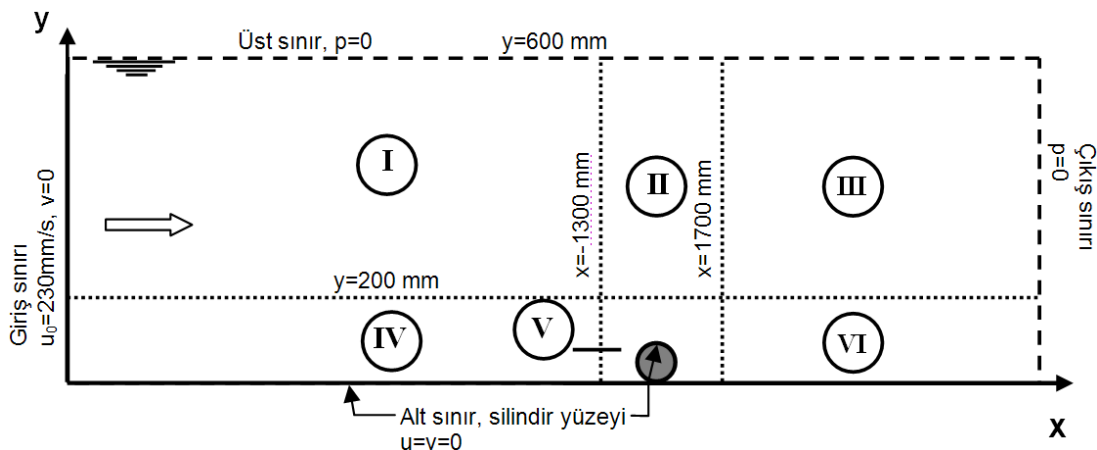 y
Üst sınır, p=0
y=600 mm
I
II
III
Giriş sınırı
u₀=230mm/s, v=0
x=-1300 mm
x=1700 mm
Çıkış sınırı
p=0
y=200 mm
IV
V
VI
Alt sınır, silindir yüzeyi
u=v=0
x